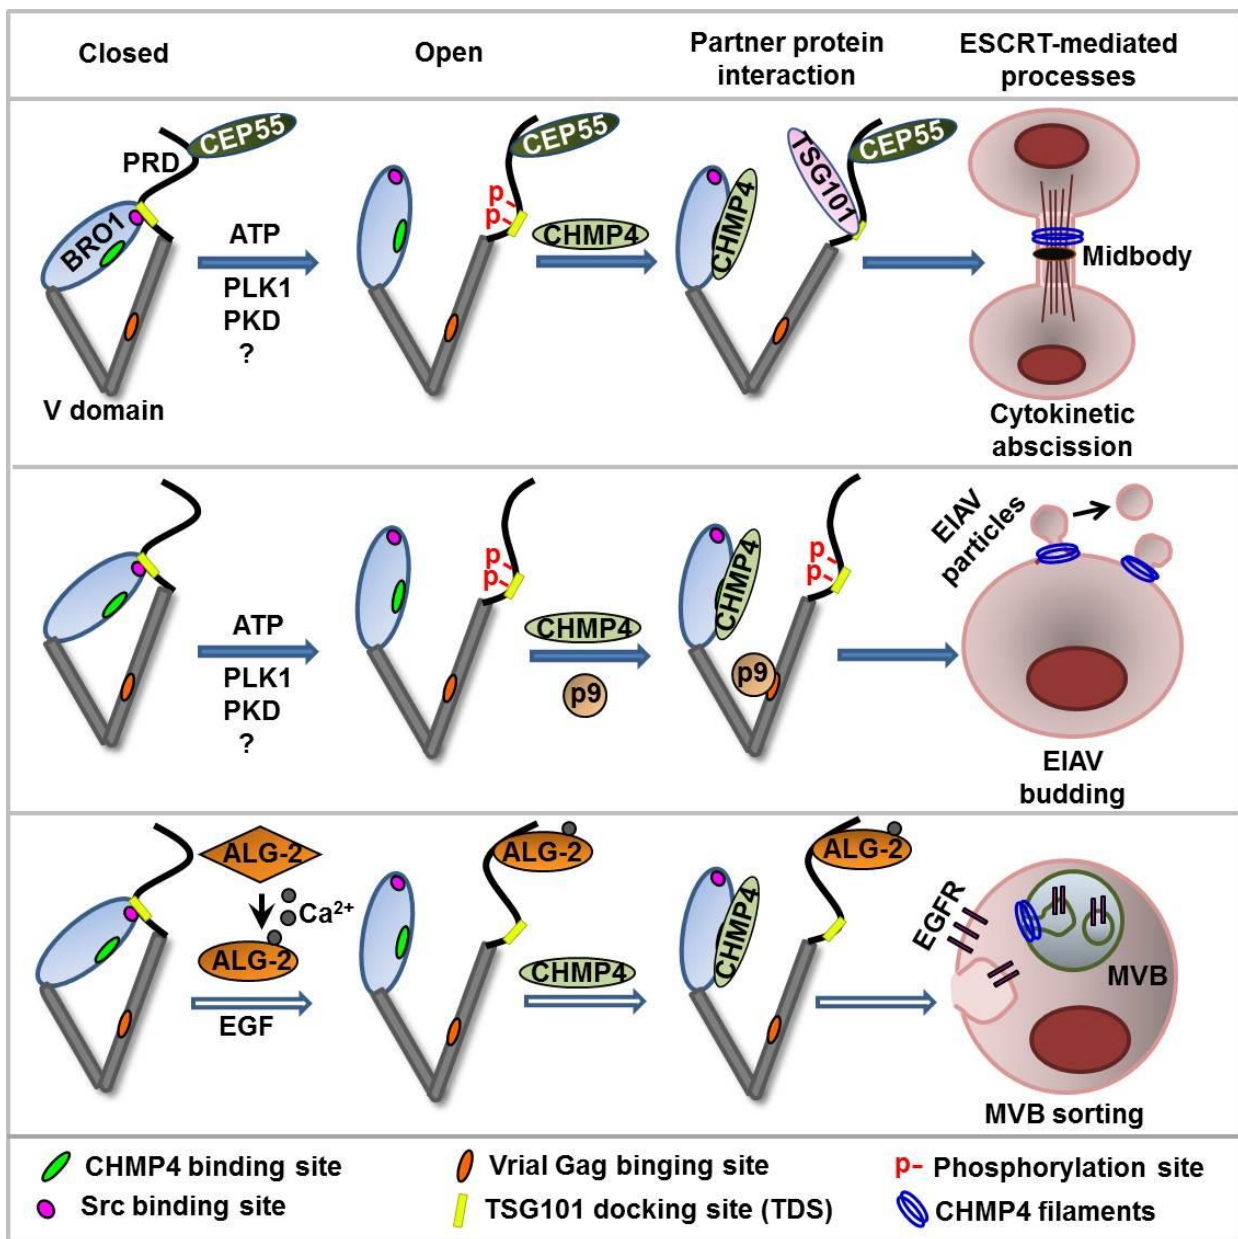 Closed
Open
Partner protein
interaction
ESCRT-mediated
processes
CEP55
PRD
BRO1
ATP
PLK1
PKD
?
V domain
CEP55
p
p
CHMP4
TSG101
CEP55
CHMP4
Midbody
Cytokinetic
abscission
ATP
PLK1
PKD
?
p
p
CHMP4
p9
p
p
CHMP4
p9
EIAV
particles
EIAV
budding
ALG-2
Ca²⁺
ALG-2
EGF
ALG-2
CHMP4
ALG-2
CHMP4
EGFR
MVB
MVB sorting
CHMP4 binding site
Vrial Gag binging site
p- Phosphorylation site
Src binding site
TSG101 docking site (TDS)
CHMP4 filaments